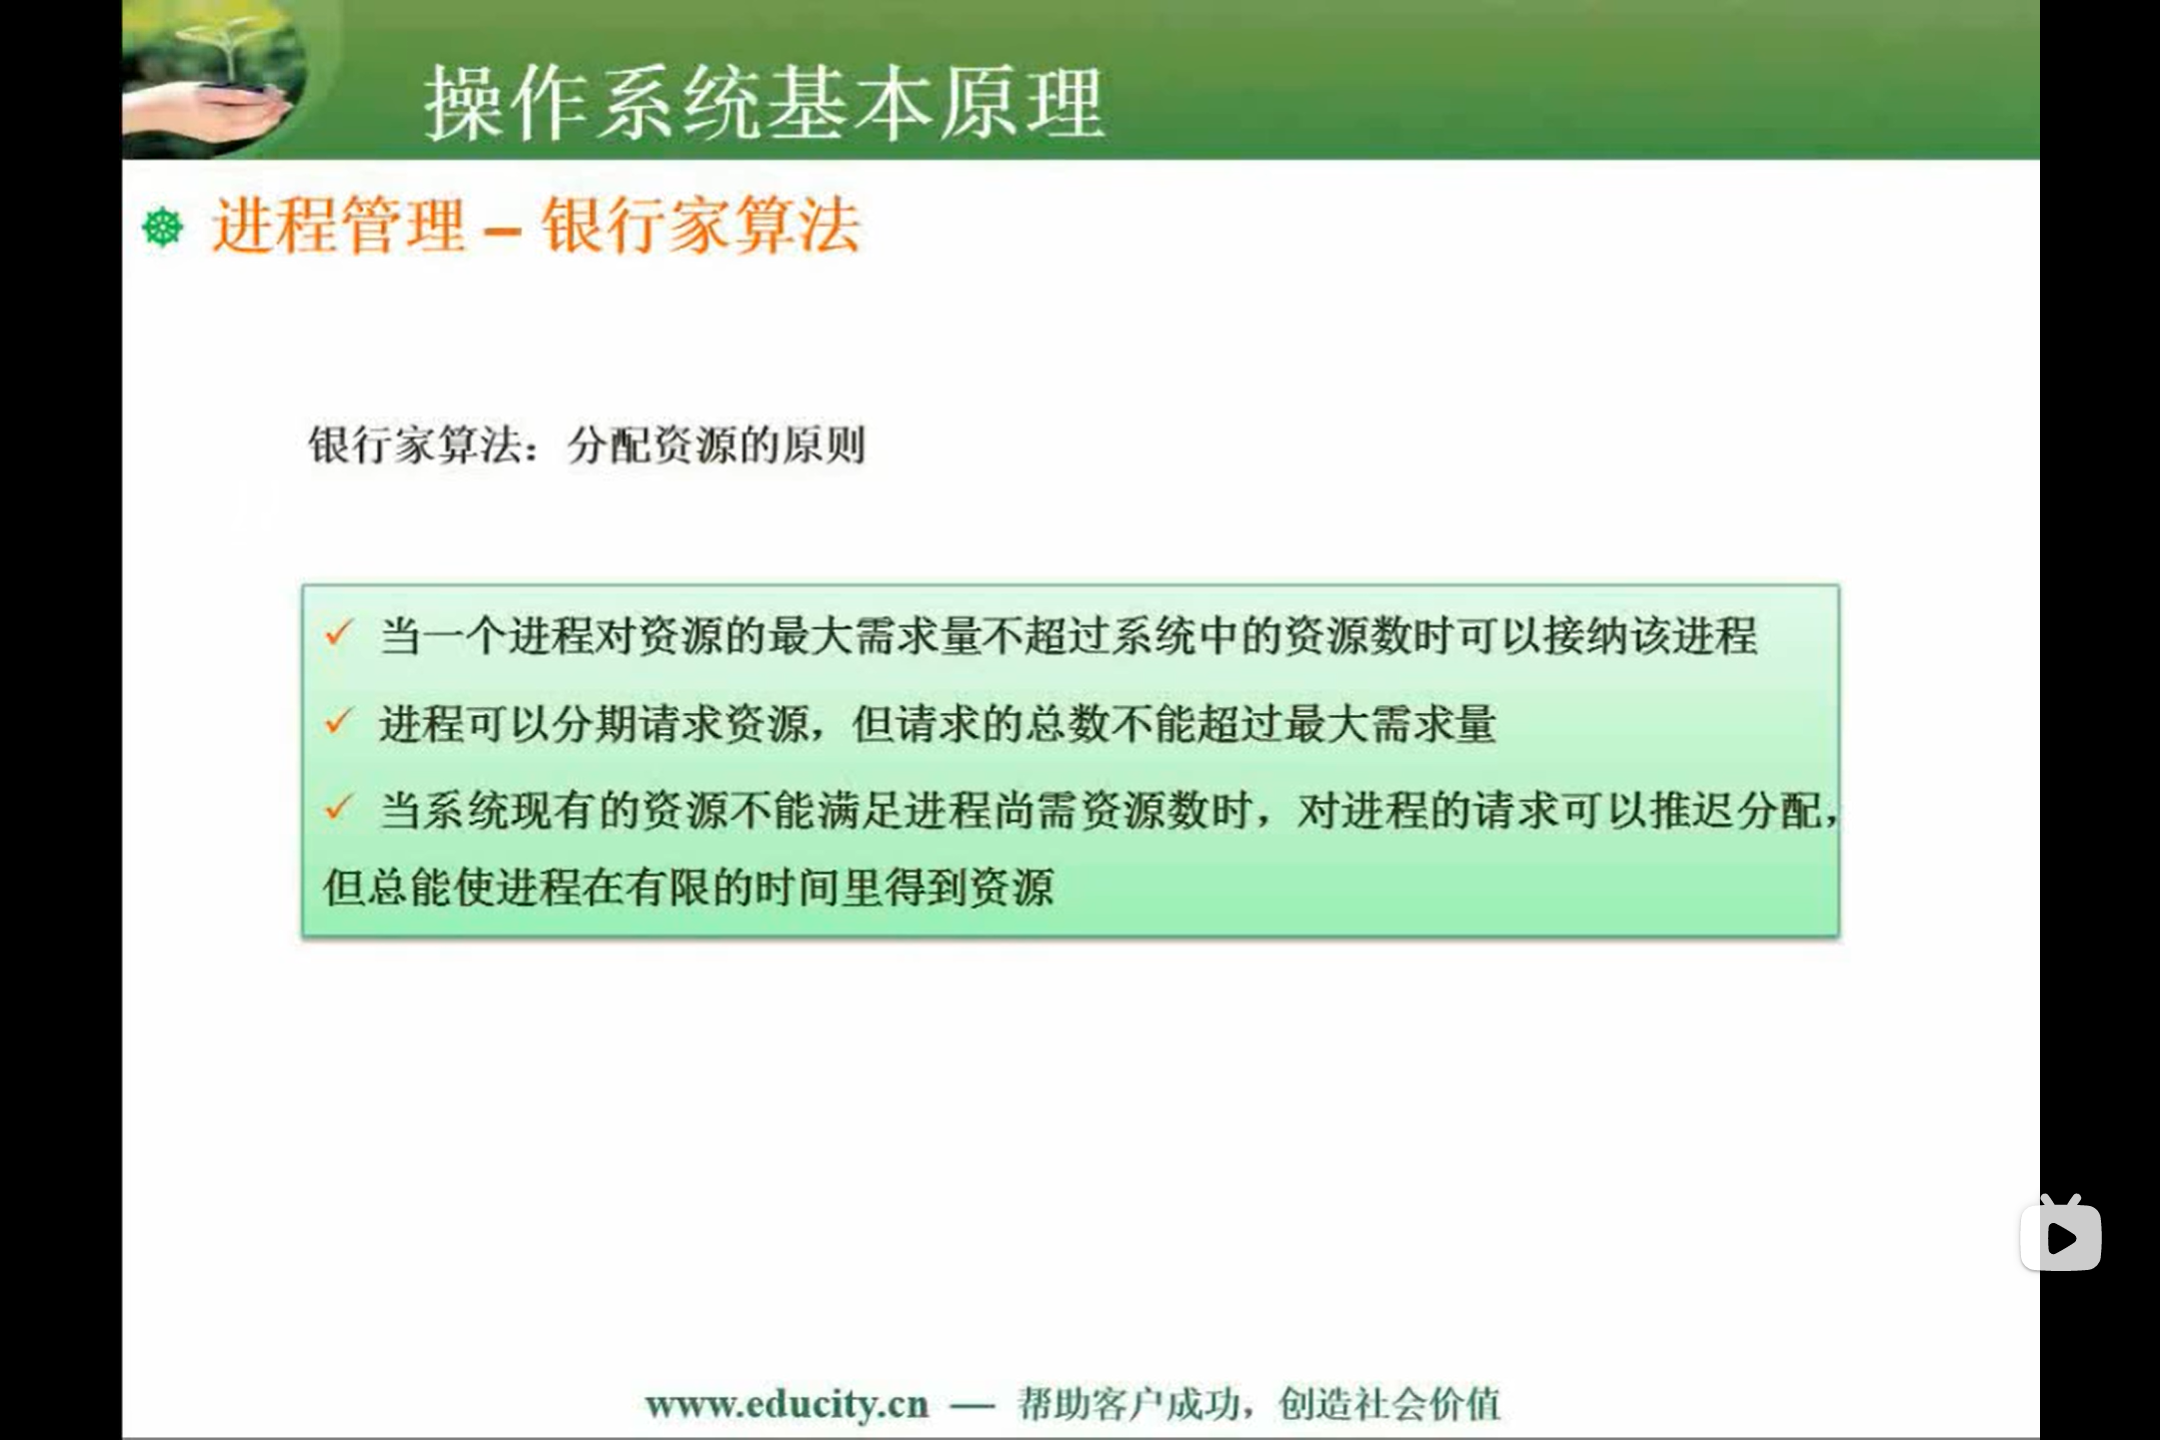 操作系统基本原理
进程管理 – 银行家算法
银行家算法：分配资源的原则
✓ 当一个进程对资源的最大需求量不超过系统中的资源数时可以接纳该进程
✓ 进程可以分期请求资源，但请求的总数不能超过最大需求量
✓ 当系统现有的资源不能满足进程尚需资源数时，对进程的请求可以推迟分配，
但总能使进程在有限的时间里得到资源
www.educity.cn — 帮助客户成功，创造社会价值